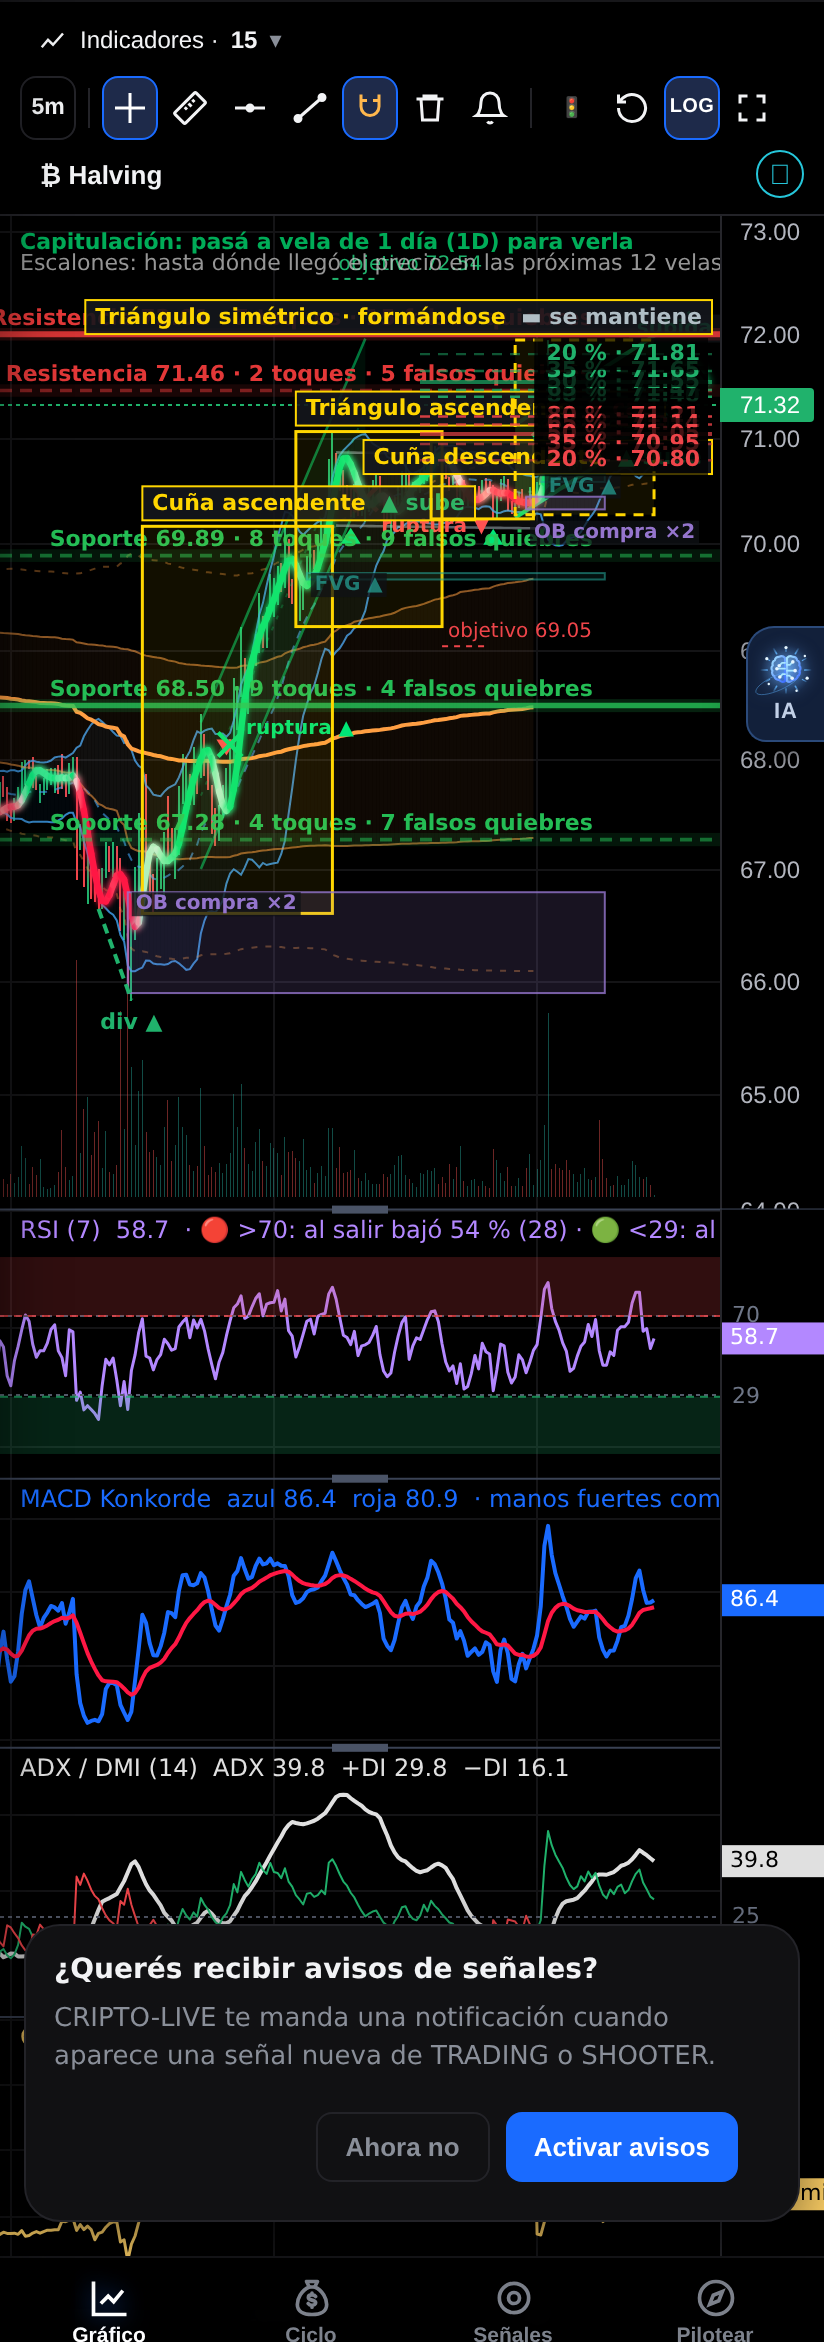 Indicadores · 15 ▾
5m
LOG
₿ Halving
73.00
Capitulación: pasá a vela de 1 día (1D) para verla
Escalones: hasta dónde llegó el precio en las próximas 12 velas
objetivo 72.54
Triángulo simétrico · formándose ▬ se mantiene
72.00
20 % · 71.81
Resistencia 71.46 · 2 toques · 5 falsos quie
71.32
Triángulo ascende
71.00
35 % · 70.95
Cuña descend
20 % · 70.80
FVG ▲
Cuña ascendente ▲ sube
ruptura ▼
OB compra ×2
Soporte 69.89 · 8 toques · 9 falsos quiebres
70.00
FVG ▲
objetivo 69.05
IA
Soporte 68.50 · 9 toques · 4 falsos quiebres
ruptura ▲
68.00
Soporte 67.28 · 4 toques · 7 falsos quiebres
67.00
OB compra ×2
66.00
div ▲
65.00
RSI (7) 58.7 · 🔴 >70: al salir bajó 54 % (28) · 🟢 <29: al
70
58.7
29
MACD Konkorde azul 86.4 roja 80.9 · manos fuertes com
86.4
ADX / DMI (14) ADX 39.8 +DI 29.8 −DI 16.1
39.8
25
¿Querés recibir avisos de señales?
CRIPTO-LIVE te manda una notificación cuando
aparece una señal nueva de TRADING o SHOOTER.
Ahora no
Activar avisos
mi
Gráfico
Ciclo
Señales
Pilotear